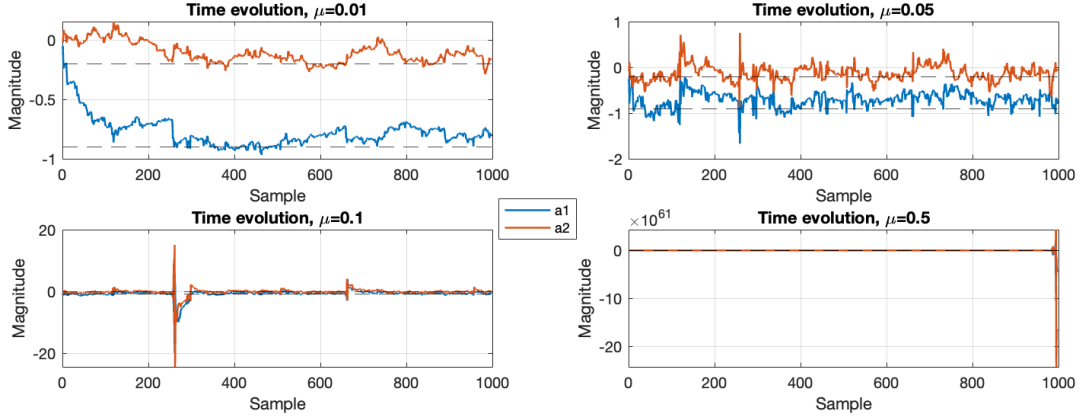 Time evolution, μ=0.01
0
-0.5
-1
Magnitude
0 200 400 600 800 1000
Sample
Time evolution, μ=0.05
1
0
-1
-2
Magnitude
0 200 400 600 800 1000
Sample
a1
a2
Time evolution, μ=0.1
20
0
-20
Magnitude
0 200 400 600 800 1000
Sample
× 10^61
Time evolution, μ=0.5
0
-10
-20
Magnitude
0 200 400 600 800 1000
Sample